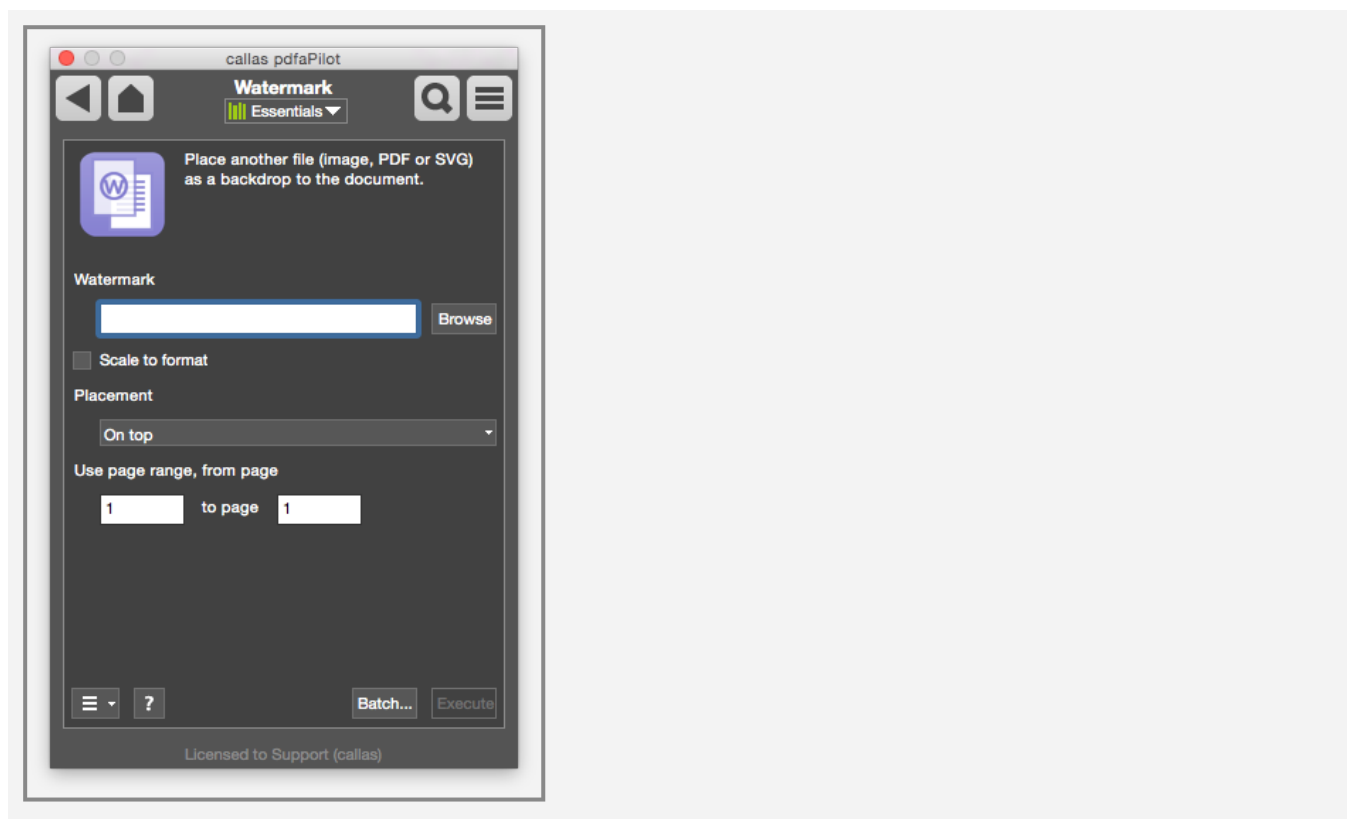 callas pdfaPilot
Watermark
Essentials
Place another file (image, PDF or SVG)
as a backdrop to the document.
W
Watermark
Browse
Scale to format
Placement
On top
Use page range, from page
1 to page 1
? Batch... Execute
Licensed to Support (callas)